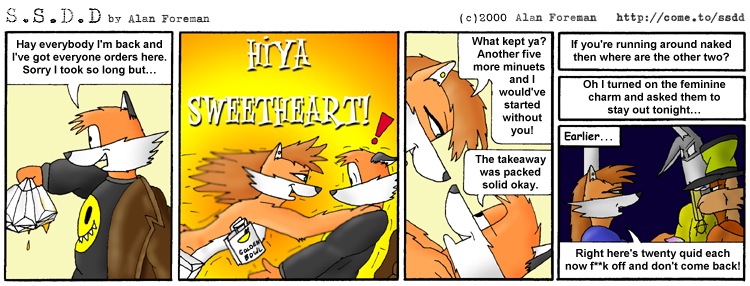 S.S.D.D by Alan Foreman
(c)2000 Alan Foreman
http://come.to/ssdd
Hay everybody I'm back and
I've got everyone orders here.
Sorry I took so long but...
HIYA
SWEETHEART!
!
GOLDEN
BOWL
What kept ya?
Another five
more minuets
and I
would've
started
without
you!
The takeaway
was packed
solid okay.
If you're running around naked
then where are the other two?
Oh I turned on the feminine
charm and asked them to
stay out tonight...
Earlier...
Right here's twenty quid each
now f**k off and don't come back!